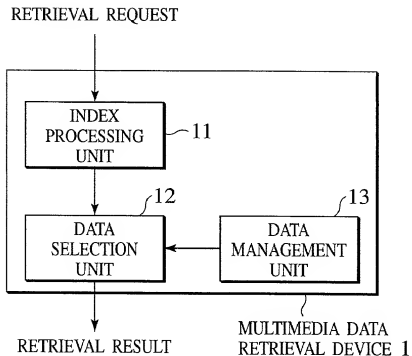 RETRIEVAL REQUEST
INDEX
PROCESSING
UNIT
11
12
13
DATA
SELECTION
UNIT
DATA
MANAGEMENT
UNIT
RETRIEVAL RESULT
MULTIMEDIA DATA
RETRIEVAL DEVICE 1